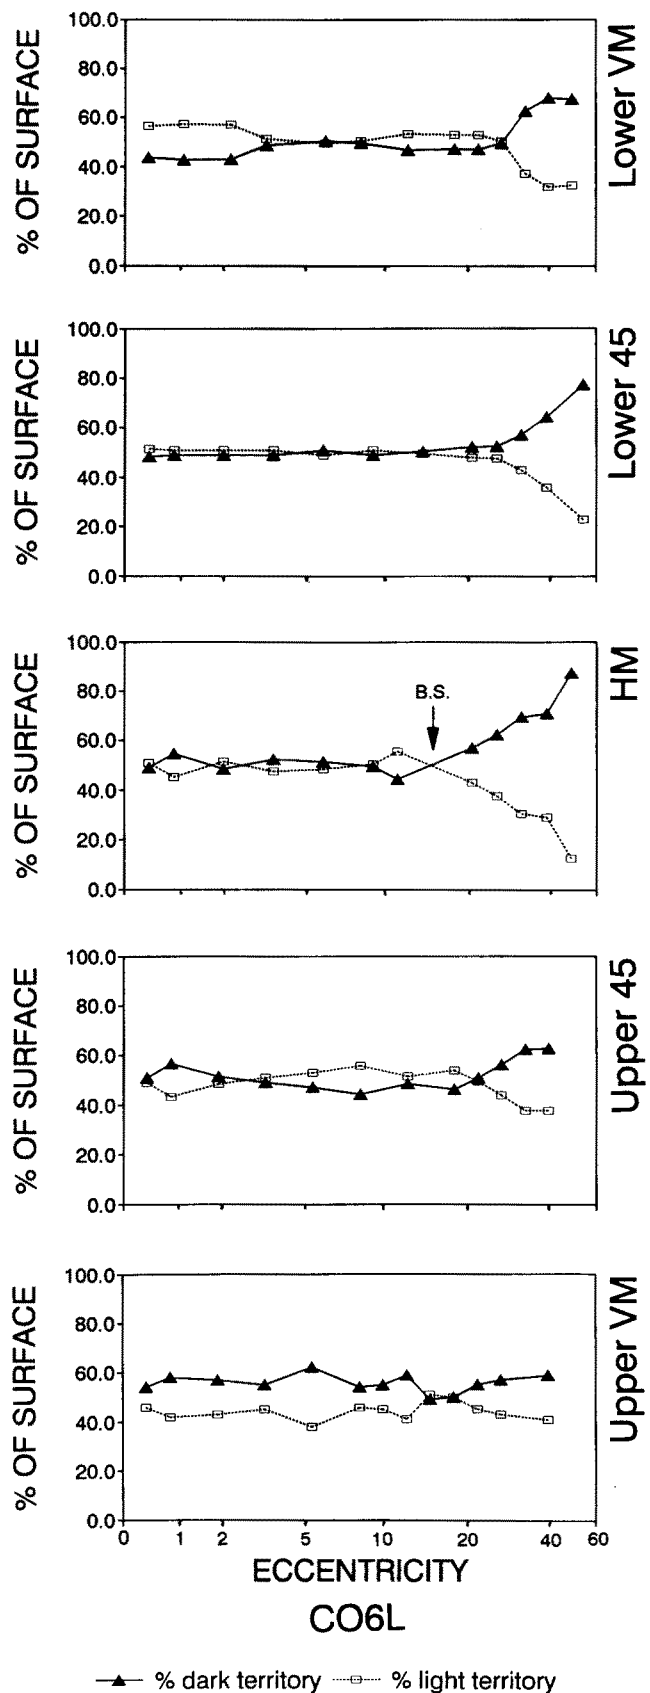 100.0
80.0
60.0
40.0
20.0
0.0
% OF SURFACE
Lower VM
100.0
80.0
60.0
40.0
20.0
0.0
% OF SURFACE
Lower 45
100.0
80.0
60.0
40.0
20.0
0.0
% OF SURFACE
B.S.
HM
100.0
80.0
60.0
40.0
20.0
0.0
% OF SURFACE
Upper 45
100.0
80.0
60.0
40.0
20.0
0.0
% OF SURFACE
Upper VM
0 1 2 5 10 20 40 60
ECCENTRICITY
CO6L
% dark territory % light territory